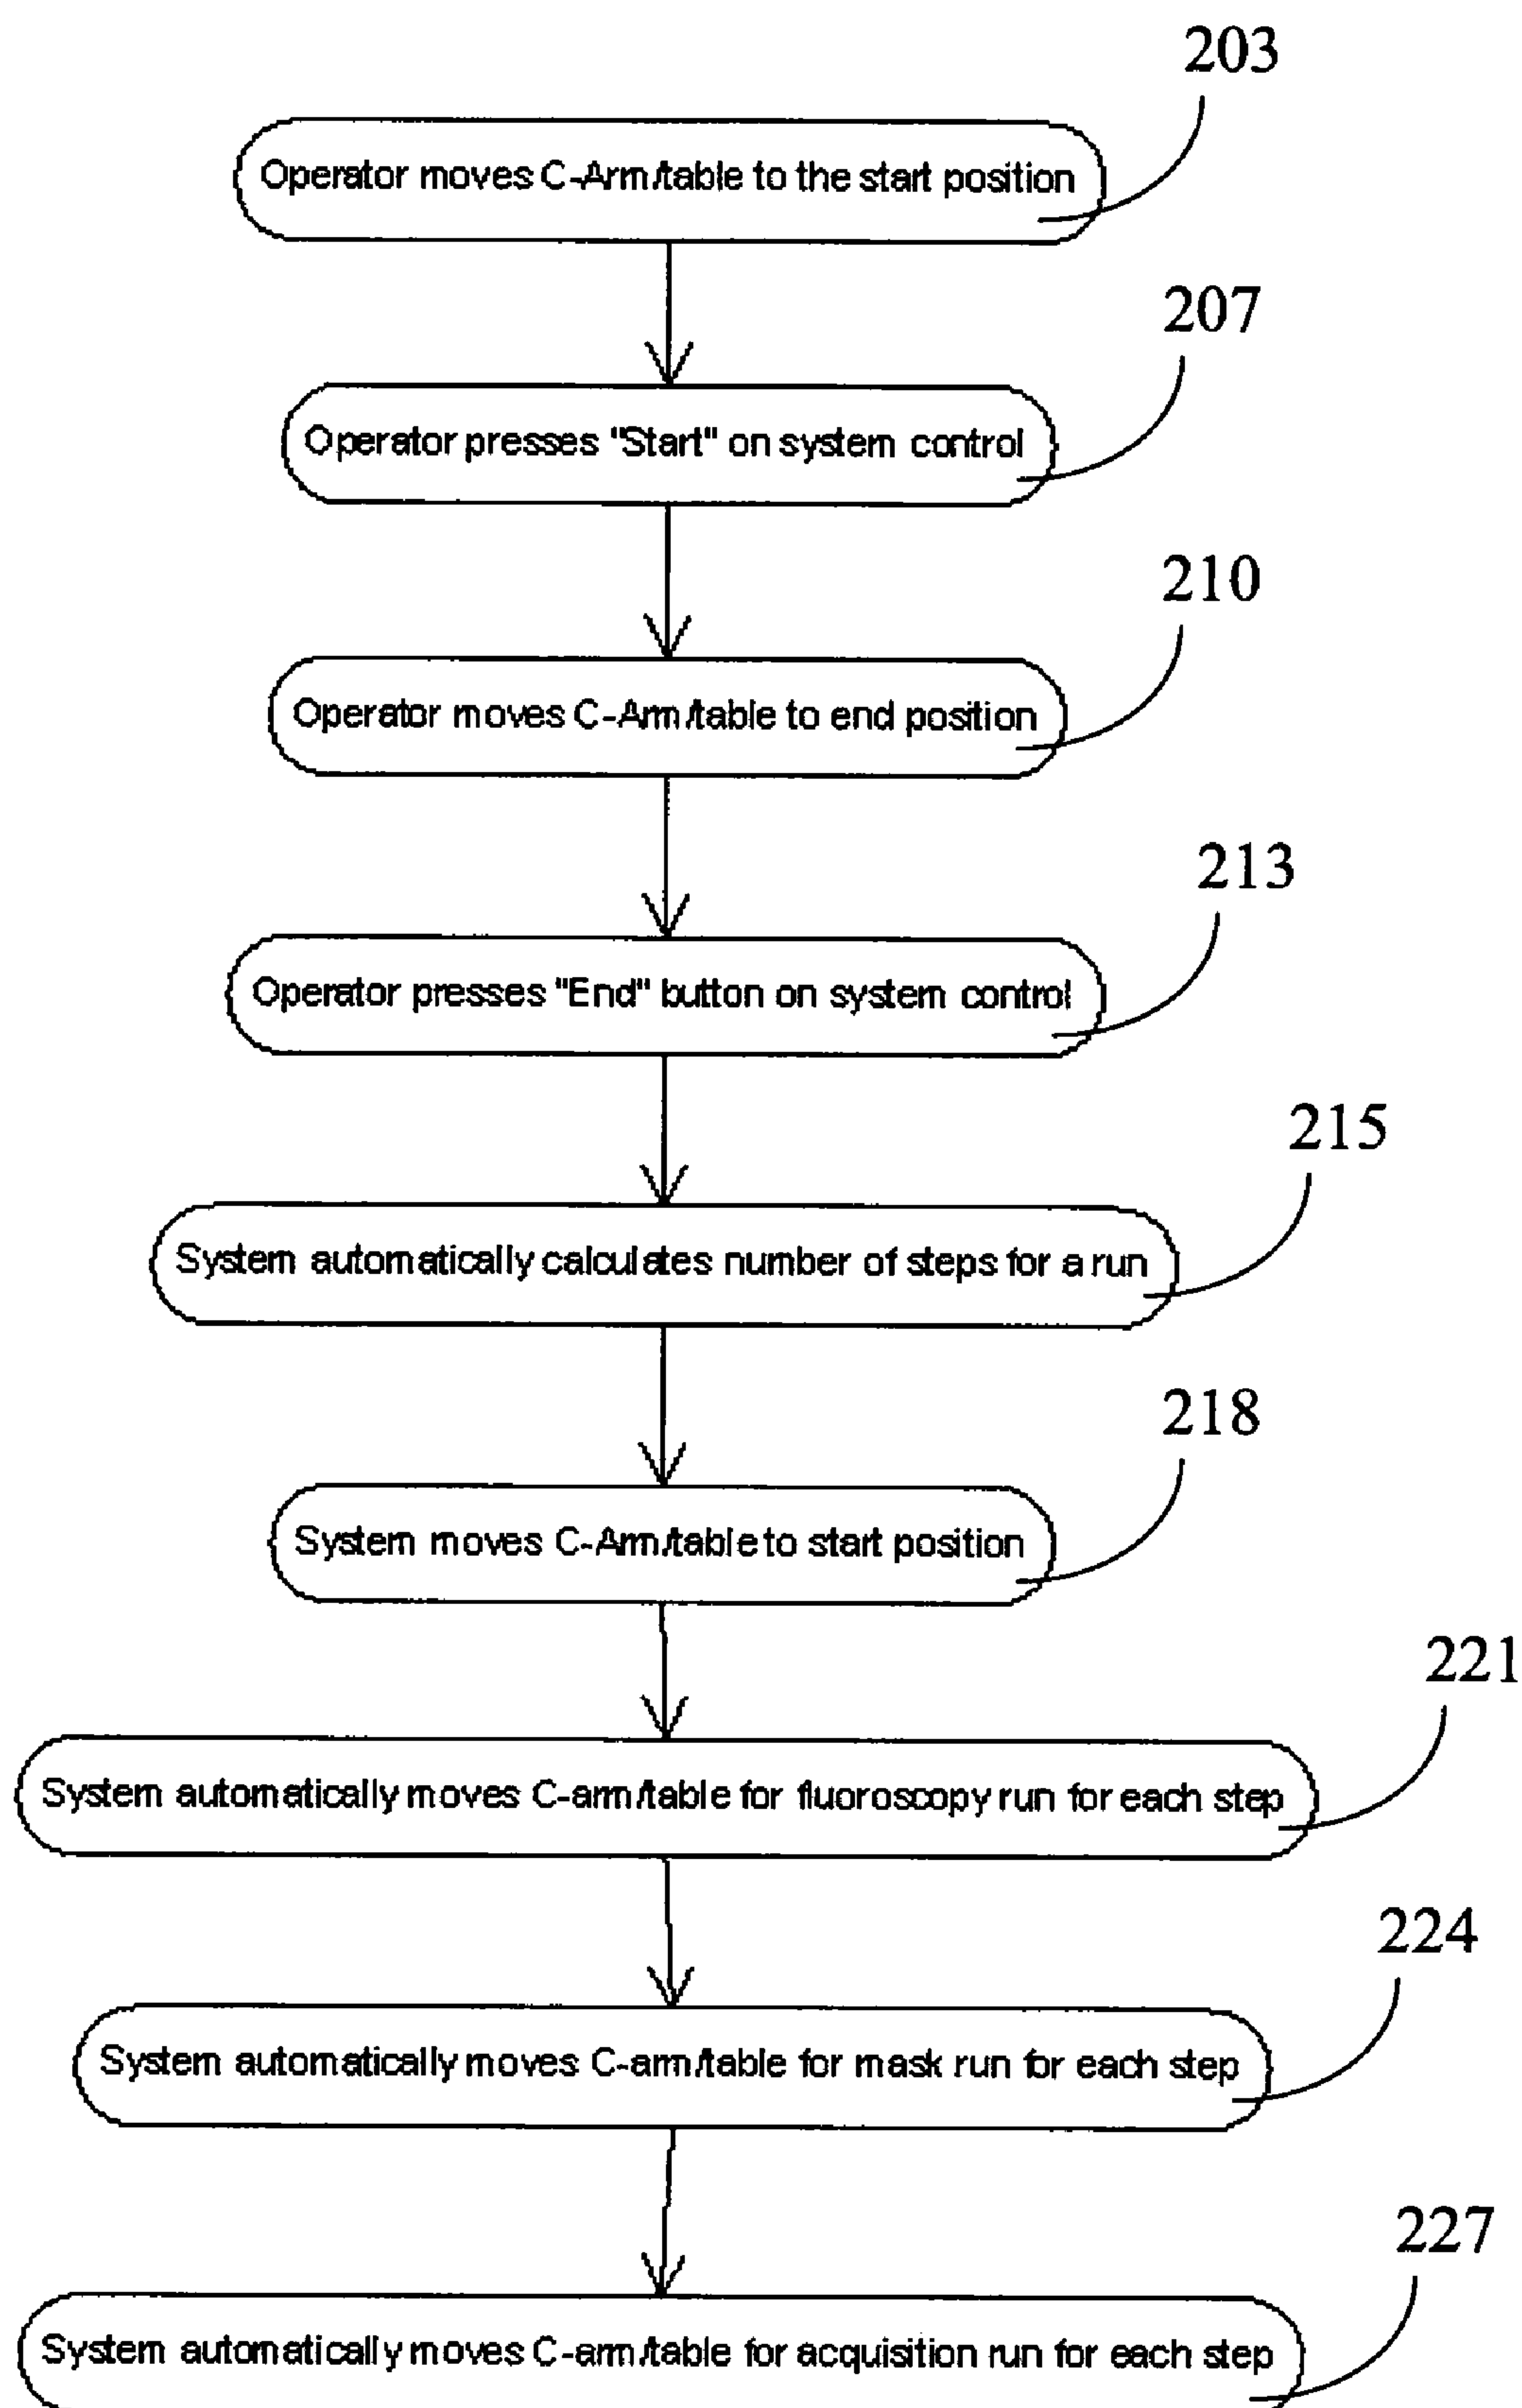 203
Operator moves C-Arm/table to the start position
207
Operator presses "Start" on system control
210
Operator moves C-Arm/table to end position
213
Operator presses "End" button on system control
215
System automatically calculates number of steps for a run
218
System moves C-Arm/table to start position
221
System automatically moves C-arm/table for fluoroscopy run for each step
224
System automatically moves C-arm/table for mask run for each step
227
System automatically moves C-arm/table for acquisition run for each step